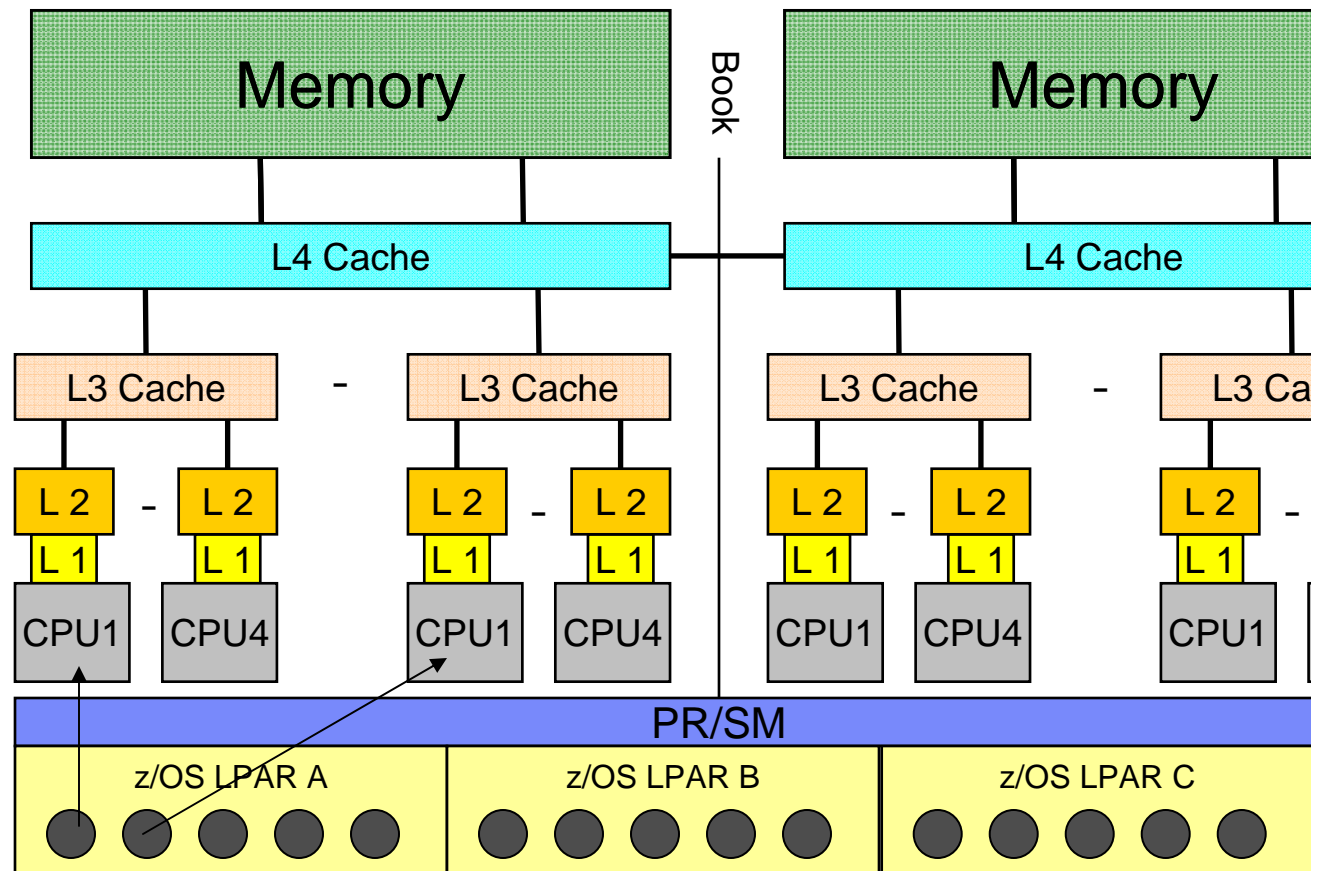 Memory
Book
Memory
L4 Cache
L4 Cache
L3 Cache
-
L3 Cache
L3 Cache
-
L3 Ca
L 2
-
L 2
L 2
-
L 2
L 2
-
L 2
L 2
-
L 1
L 1
L 1
L 1
L 1
L 1
L 1
CPU1
CPU4
CPU1
CPU4
CPU1
CPU4
CPU1
PR/SM
z/OS LPAR A
z/OS LPAR B
z/OS LPAR C